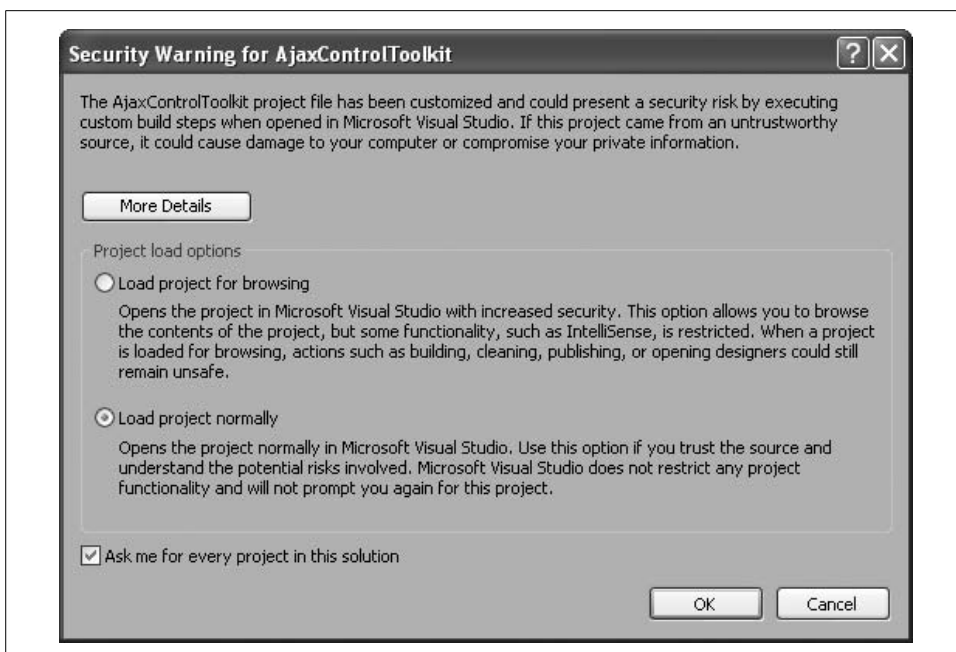 Security Warning for AjaxControlToolkit
The AjaxControlToolkit project file has been customized and could present a security risk by executing
custom build steps when opened in Microsoft Visual Studio. If this project came from an untrustworthy
source, it could cause damage to your computer or compromise your private information.
More Details
Project load options
Load project for browsing
Opens the project in Microsoft Visual Studio with increased security. This option allows you to browse
the contents of the project, but some functionality, such as IntelliSense, is restricted. When a project
is loaded for browsing, actions such as building, cleaning, publishing, or opening designers could still
remain unsafe.
Load project normally
Opens the project normally in Microsoft Visual Studio. Use this option if you trust the source and
understand the potential risks involved. Microsoft Visual Studio does not restrict any project
functionality and will not prompt you again for this project.
Ask me for every project in this solution
OK Cancel